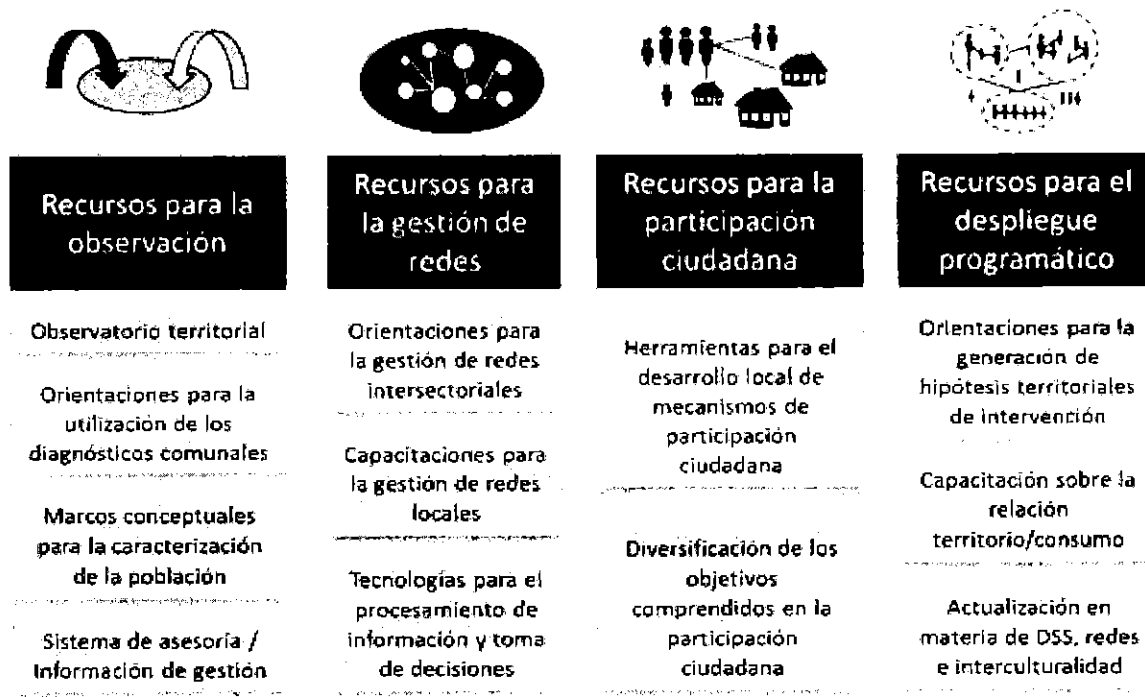 Recursos para la
observación
Observatorio territorial
Orientaciones para la
utilización de los
diagnósticos comunales
Marcos conceptuales
para la caracterización
de la población
Sistema de asesoría /
Información de gestión
Recursos para
la gestión de
redes
Orientaciones para
la gestión de redes
intersectoriales
Capacitaciones para
la gestión de redes
locales
Tecnologías para el
procesamiento de
información y toma
de decisiones
Recursos para la
participación
ciudadana
Herramientas para el
desarrollo local de
mecanismos de
participación
ciudadana
Diversificación de los
objetivos
comprendidos en la
participación
ciudadana
Recursos para el
despliegue
programático
Orientaciones para la
generación de
hipótesis territoriales
de intervención
Capacitación sobre la
relación
territorio/consumo
Actualización en
materia de DSS, redes
e interculturalidad